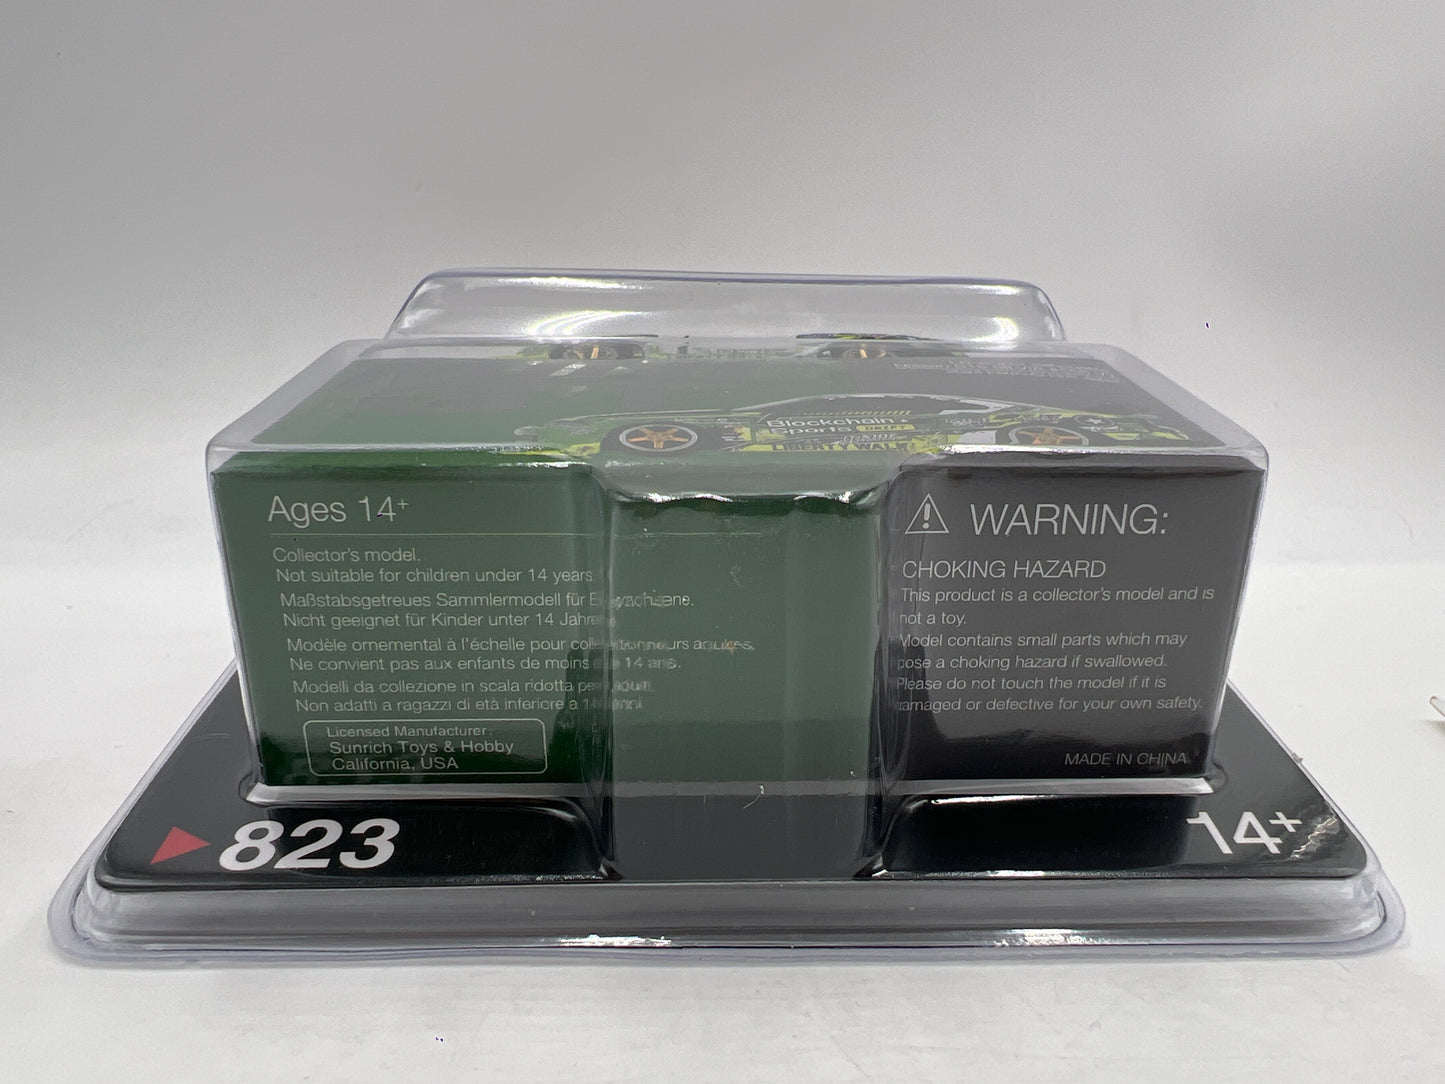 Blockchain
Sports DRIFT
LIBERTY WALK
Ages 14+
Collector's model.
Not suitable for children under 14 years.
Maßstabsgetreues Sammlermodell für Erwachsene.
Nicht geeignet für Kinder unter 14 Jahre
Modèle ornemental à l'échelle pour collectionneurs adultes.
Ne convient pas aux enfants de moins de 14 ans.
Modelli da collezione in scala ridotta per adulti.
Non adatti a ragazzi di età inferiore a 14 anni.
Licensed Manufacturer:
Sunrich Toys & Hobby
California, USA
WARNING:
CHOKING HAZARD
This product is a collector's model and is
not a toy.
Model contains small parts which may
pose a choking hazard if swallowed.
Please do not touch the model if it is
damaged or defective for your own safety.
MADE IN CHINA
823
14+